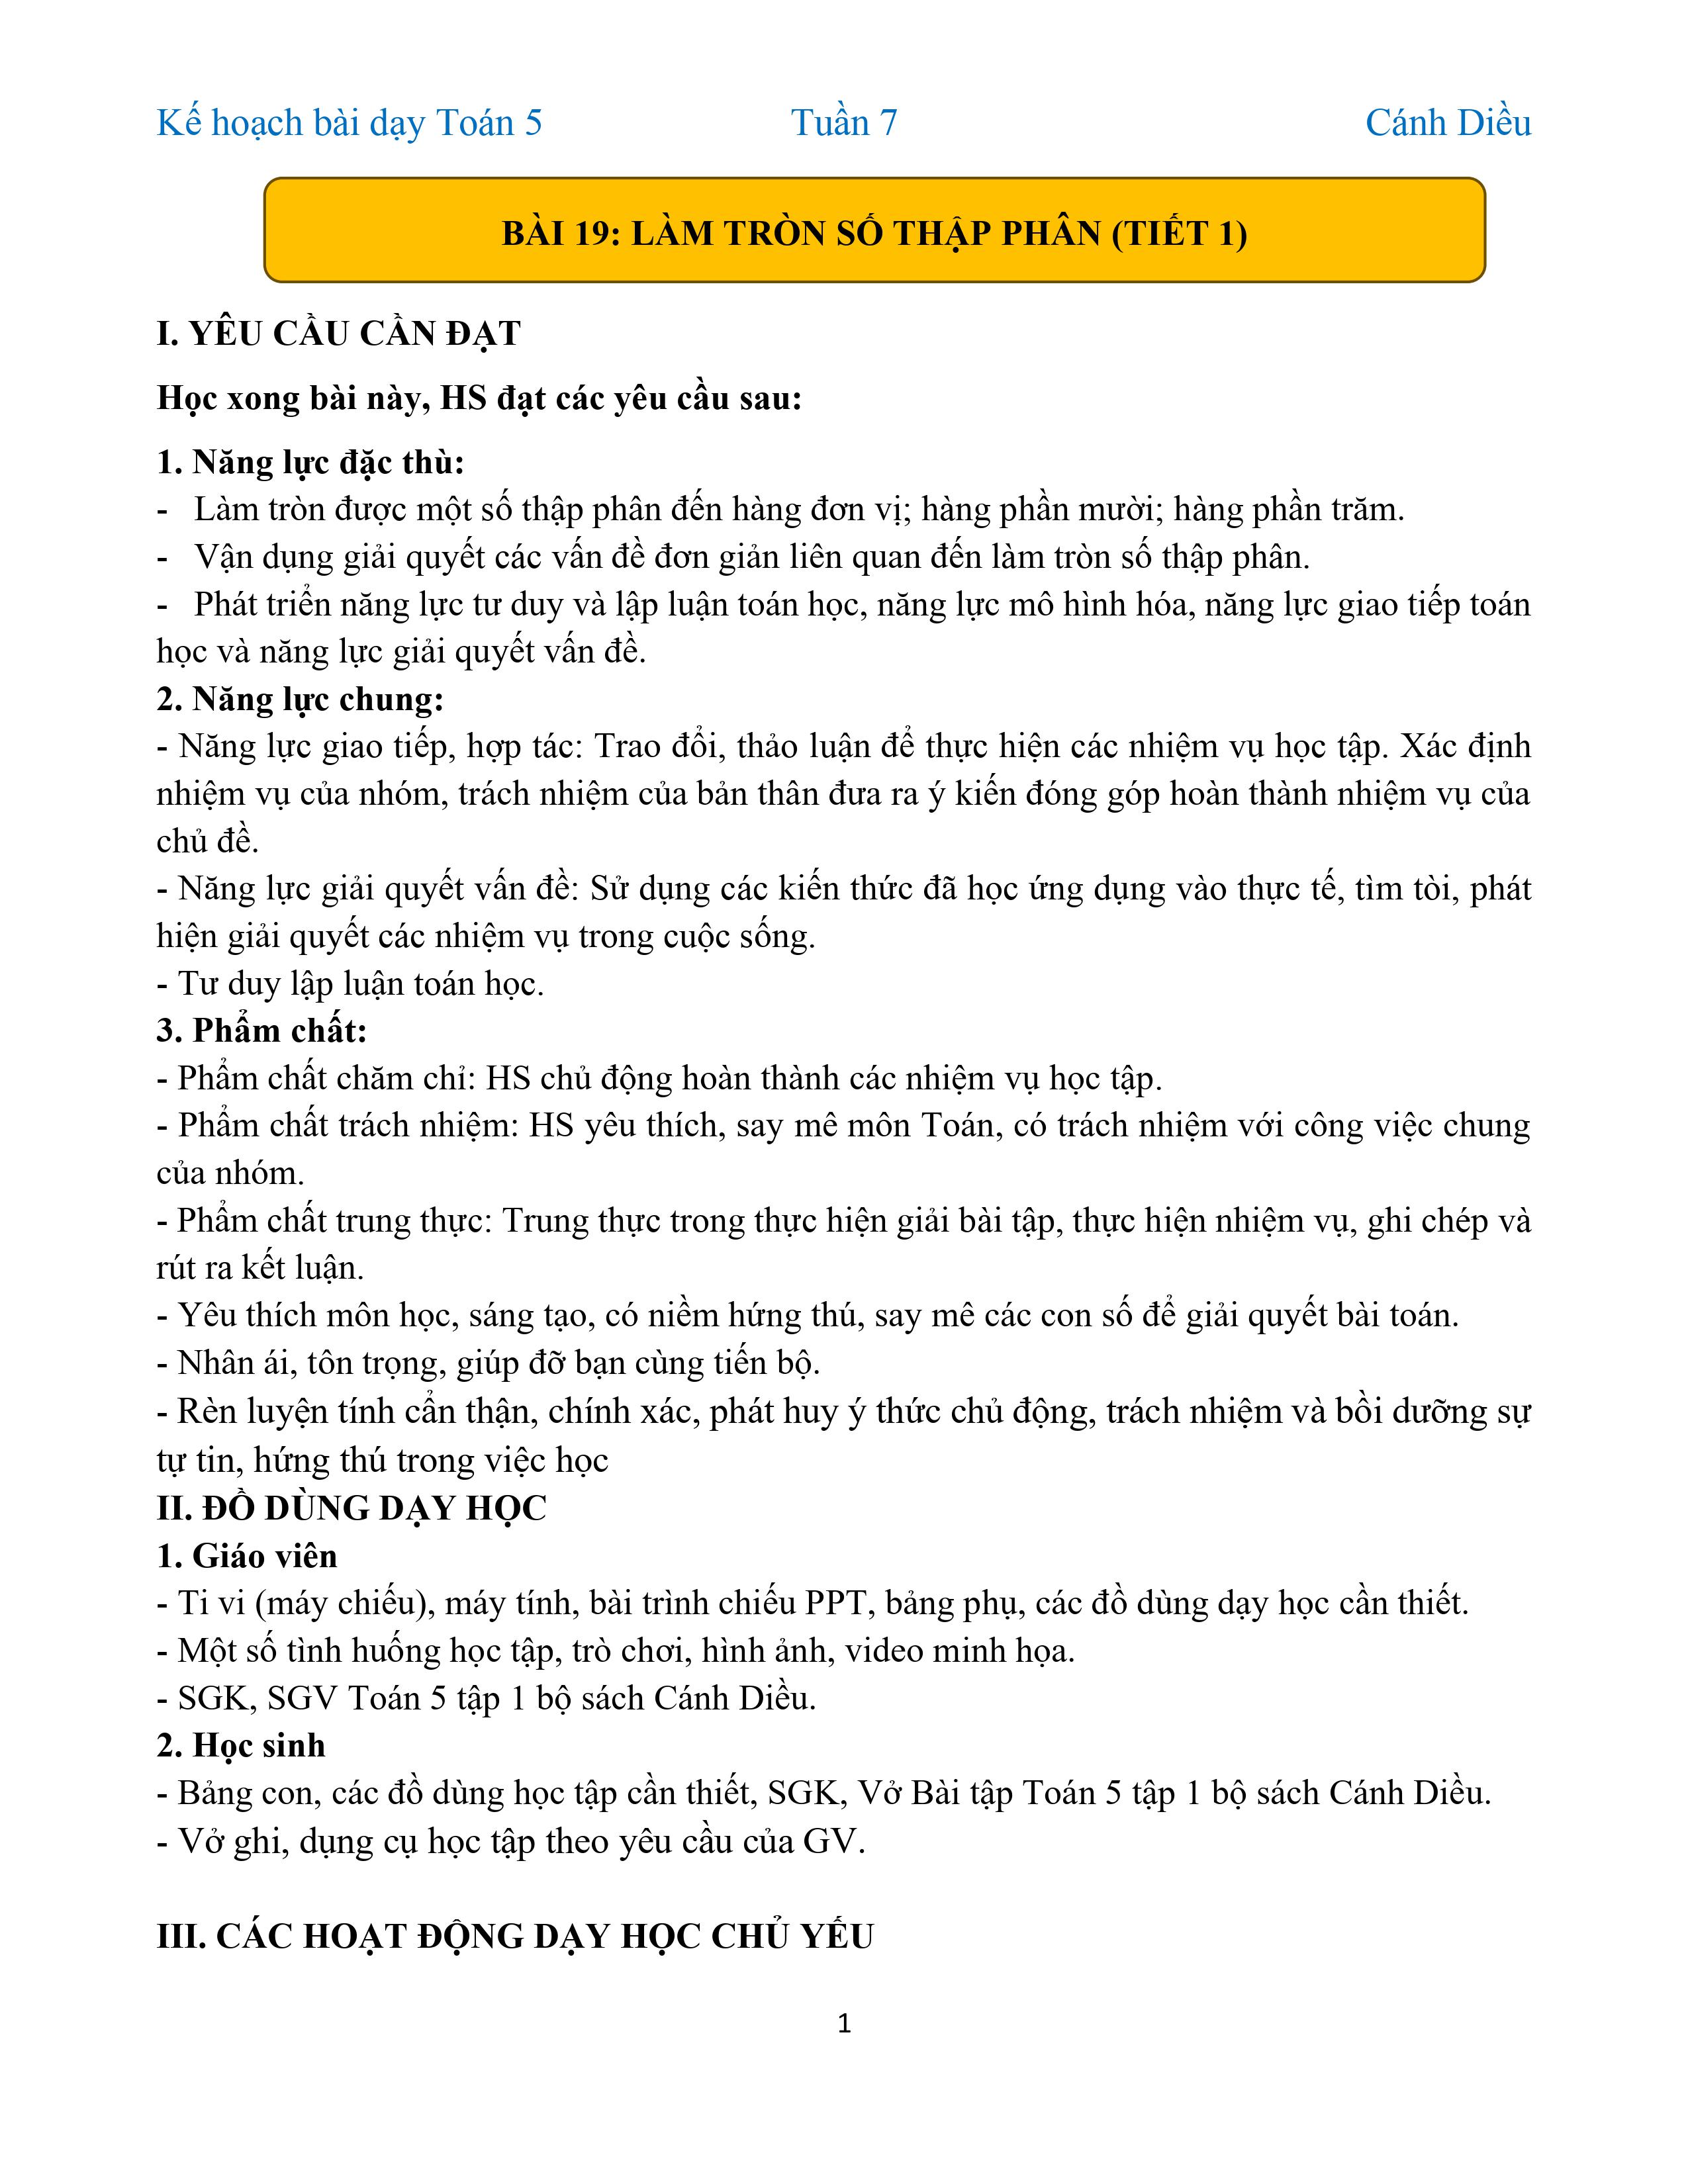 Kế hoạch bài dạy Toán 5 Tuần 7 Cánh Diều
BÀI 19: LÀM TRÒN SỐ THẬP PHÂN (TIẾT 1)
I. YÊU CẦU CẦN ĐẠT
Học xong bài này, HS đạt các yêu cầu sau:
1. Năng lực đặc thù:
- Làm tròn được một số thập phân đến hàng đơn vị; hàng phần mười; hàng phần trăm.
- Vận dụng giải quyết các vấn đề đơn giản liên quan đến làm tròn số thập phân.
- Phát triển năng lực tư duy và lập luận toán học, năng lực mô hình hóa, năng lực giao tiếp toán
học và năng lực giải quyết vấn đề.
2. Năng lực chung:
- Năng lực giao tiếp, hợp tác: Trao đổi, thảo luận để thực hiện các nhiệm vụ học tập. Xác định
nhiệm vụ của nhóm, trách nhiệm của bản thân đưa ra ý kiến đóng góp hoàn thành nhiệm vụ của
chủ đề.
- Năng lực giải quyết vấn đề: Sử dụng các kiến thức đã học ứng dụng vào thực tế, tìm tòi, phát
hiện giải quyết các nhiệm vụ trong cuộc sống.
- Tư duy lập luận toán học.
3. Phẩm chất:
- Phẩm chất chăm chỉ: HS chủ động hoàn thành các nhiệm vụ học tập.
- Phẩm chất trách nhiệm: HS yêu thích, say mê môn Toán, có trách nhiệm với công việc chung
của nhóm.
- Phẩm chất trung thực: Trung thực trong thực hiện giải bài tập, thực hiện nhiệm vụ, ghi chép và
rút ra kết luận.
- Yêu thích môn học, sáng tạo, có niềm hứng thú, say mê các con số để giải quyết bài toán.
- Nhân ái, tôn trọng, giúp đỡ bạn cùng tiến bộ.
- Rèn luyện tính cẩn thận, chính xác, phát huy ý thức chủ động, trách nhiệm và bồi dưỡng sự
tự tin, hứng thú trong việc học
II. ĐỒ DÙNG DẠY HỌC
1. Giáo viên
- Ti vi (máy chiếu), máy tính, bài trình chiếu PPT, bảng phụ, các đồ dùng dạy học cần thiết.
- Một số tình huống học tập, trò chơi, hình ảnh, video minh họa.
- SGK, SGV Toán 5 tập 1 bộ sách Cánh Diều.
2. Học sinh
- Bảng con, các đồ dùng học tập cần thiết, SGK, Vở Bài tập Toán 5 tập 1 bộ sách Cánh Diều.
- Vở ghi, dụng cụ học tập theo yêu cầu của GV.
III. CÁC HOẠT ĐỘNG DẠY HỌC CHỦ YẾU
1